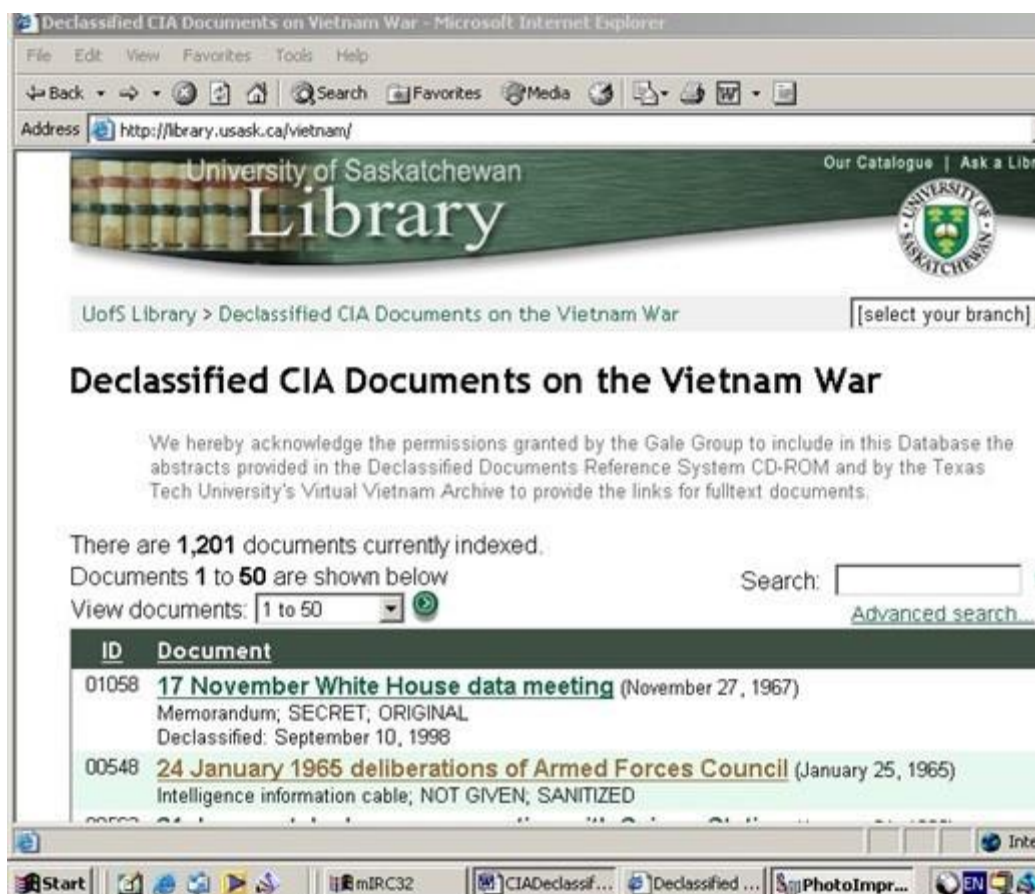 Declassified CIA Documents on Vietnam War - Microsoft Internet Explorer
File Edit View Favorites Tools Help
Back Search Favorites Media
Address http://library.usask.ca/vietnam/
University of Saskatchewan
Library
Our Catalogue | Ask a Libr
UNIVERSITY OF SASKATCHEWAN
UofS Library > Declassified CIA Documents on the Vietnam War
[select your branch]
Declassified CIA Documents on the Vietnam War
We hereby acknowledge the permissions granted by the Gale Group to include in this Database the
abstracts provided in the Declassified Documents Reference System CD-ROM and by the Texas
Tech University's Virtual Vietnam Archive to provide the links for fulltext documents.
There are 1,201 documents currently indexed.
Documents 1 to 50 are shown below
Search:
View documents: 1 to 50
Advanced search...
ID Document
01058 17 November White House data meeting (November 27, 1967)
Memorandum; SECRET; ORIGINAL
Declassified: September 10, 1998
00548 24 January 1965 deliberations of Armed Forces Council (January 25, 1965)
Intelligence information cable; NOT GIVEN; SANITIZED
Inte
Start mIRC32 CIADeclassif... Declassified ... PhotoImpr... EN